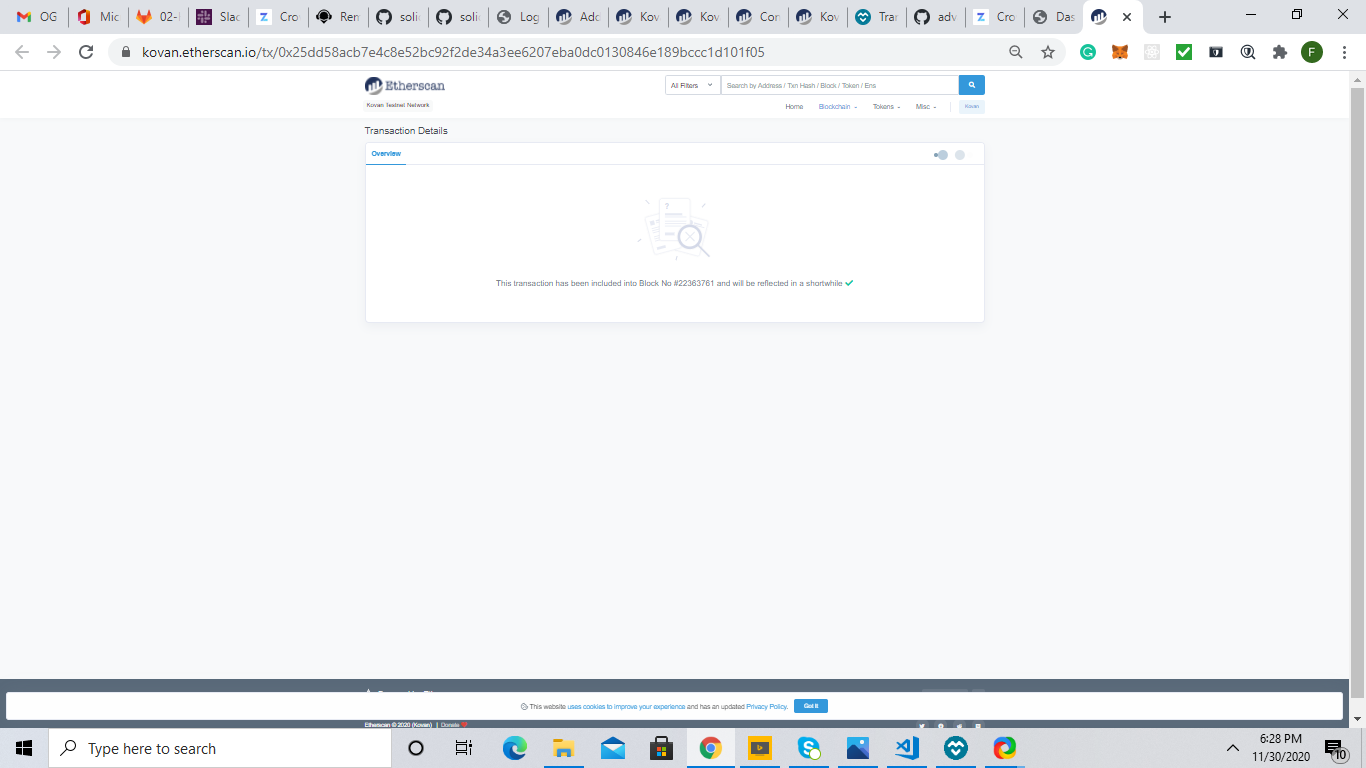 OG
Mic
02-
Slac
Cro
Ren
soli
soli
Log
Adc
Kov
Kov
Con
Kov
Trar
adv
Cro
Das
kovan.etherscan.io/tx/0x25dd58acb7e4c8e52bc92f2de34a3ee6207eba0dc0130846e189bccc1d101f05
F
Etherscan
All Filters
Search by Address / Txn Hash / Block / Token / Ens
Kovan Testnet Network
Home Blockchain Tokens Misc Kovan
Transaction Details
Overview
This transaction has been included into Block No #22363761 and will be reflected in a shortwhile
This website uses cookies to improve your experience and has an updated Privacy Policy. Got It
Etherscan © 2020 (Kovan) | Donate
Type here to search
6:28 PM
11/30/2020
10